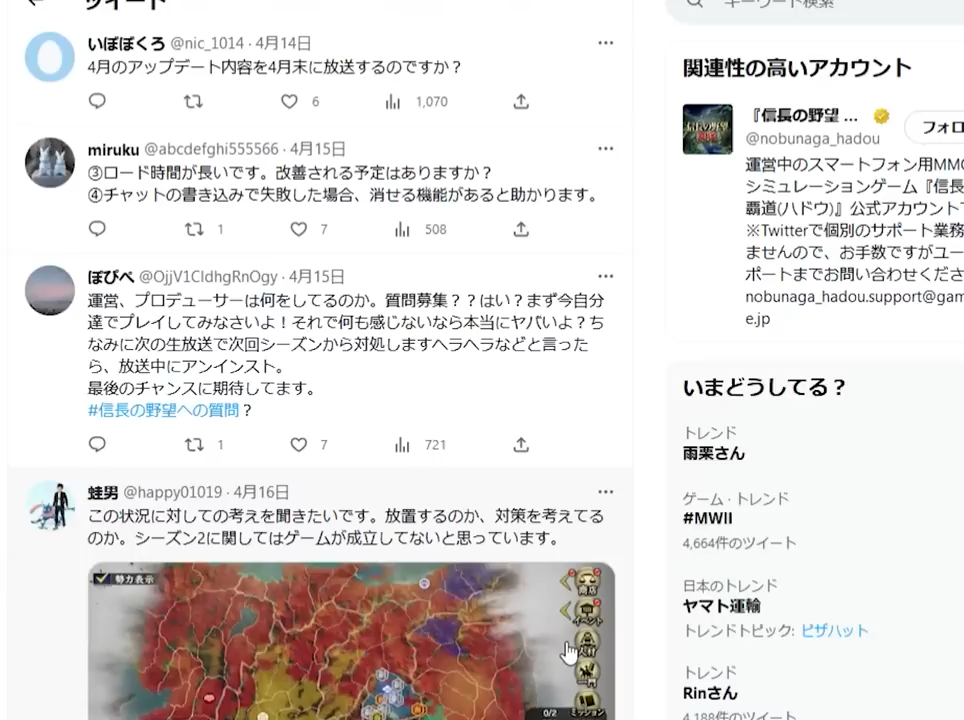 ツイート
いぼぼくろ @nic_1014 · 4月14日
4月のアップデート内容を4月末に放送するのですか？
6 1,070
miruku @abcdefghi555566 · 4月15日
③ロード時間が長いです。改善される予定はありますか？
④チャットの書き込みで失敗した場合、消せる機能があると助かります。
1 7 508
ぽぴぺ @OjjV1CldhgRnOgy · 4月15日
運営、プロデューサーは何をしてるのか。質問募集？？はい？まず今自分
達でプレイしてみなさいよ！それで何も感じないなら本当にヤバいよ？ち
なみに次の生放送で次回シーズンから対処しますヘラヘラなどと言った
ら、放送中にアンインスト。
最後のチャンスに期待してます。
#信長の野望への質問？
1 7 721
蛙男 @happy01019 · 4月16日
この状況に対しての考えを聞きたいです。放置するのか、対策を考えてる
のか。シーズン2に関してはゲームが成立してないと思っています。
勢力表示
商店
イベント
一門
0/2 ミッション
キーワード検索
関連性の高いアカウント
『信長の野望 ...
フォロ
@nobunaga_hadou
運営中のスマートフォン用MMO
シミュレーションゲーム『信長
覇道(ハドウ)』公式アカウントで
※Twitterで個別のサポート業務
ませんので、お手数ですがユー
ポートまでお問い合わせくださ
nobunaga_hadou.support@gam
e.jp
いまどうしてる？
トレンド
雨栗さん
ゲーム · トレンド
#MWII
4,664件のツイート
日本のトレンド
ヤマト運輸
トレンドトピック: ピザハット
トレンド
Rinさん
4,188件のツイート